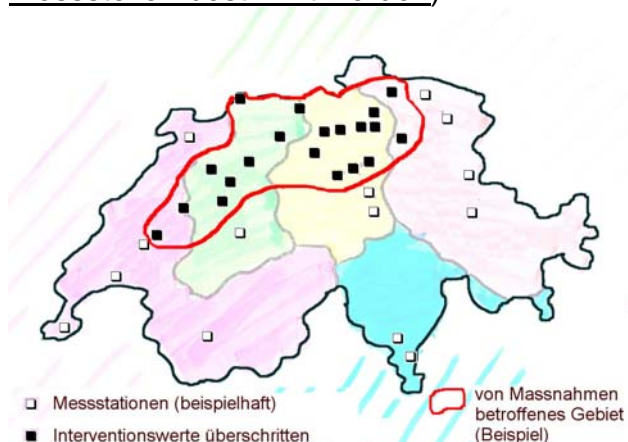 Messstationen (beispielhaft)
Interventionswerte überschritten
von Massnahmen
betroffenes Gebiet
(Beispiel)